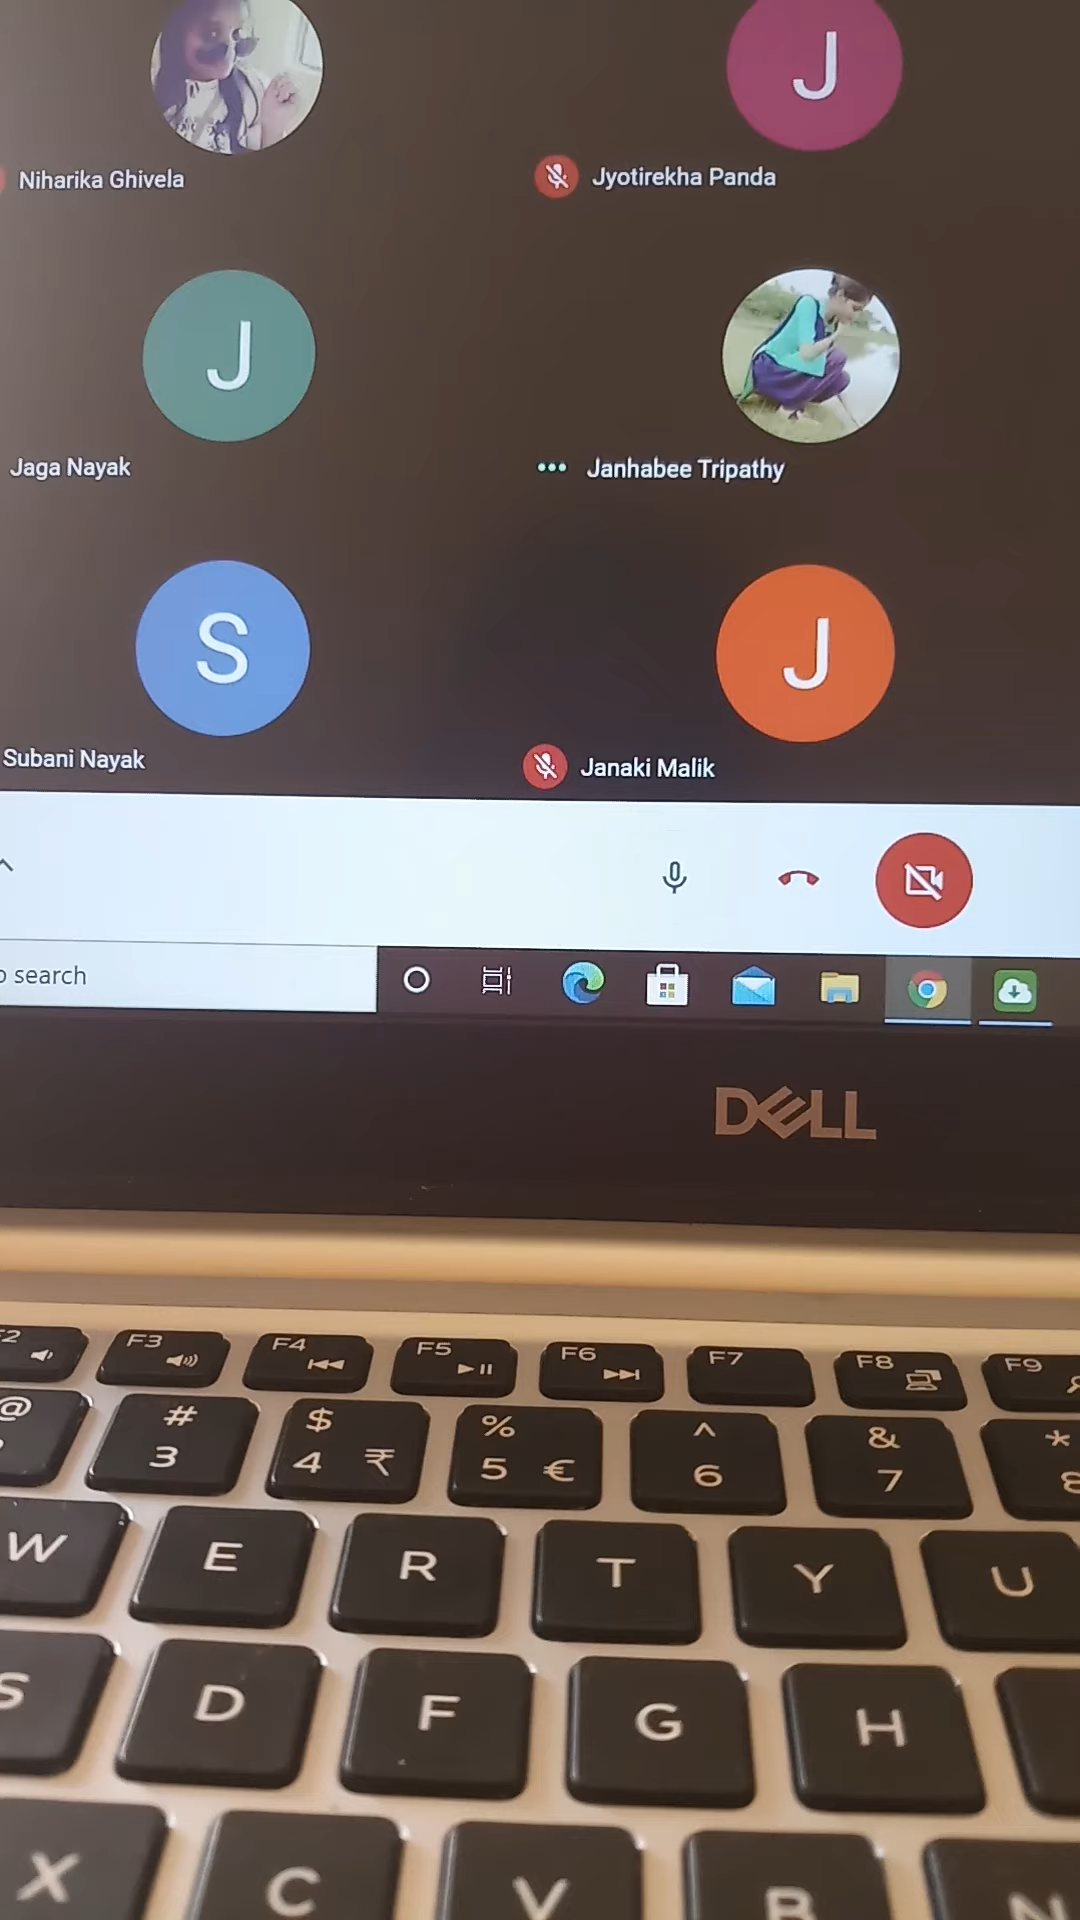 J
Niharika Ghivela
Jyotirekha Panda
J
Jaga Nayak
Janhabee Tripathy
S
J
Subani Nayak
Janaki Malik
search
DELL
F3 F4 F5 F6 F7 F8 F9
@ # $ % ^ & *
3 4 ₹ 5 € 6 7 8
W E R T Y U
S D F G H
X C V B N